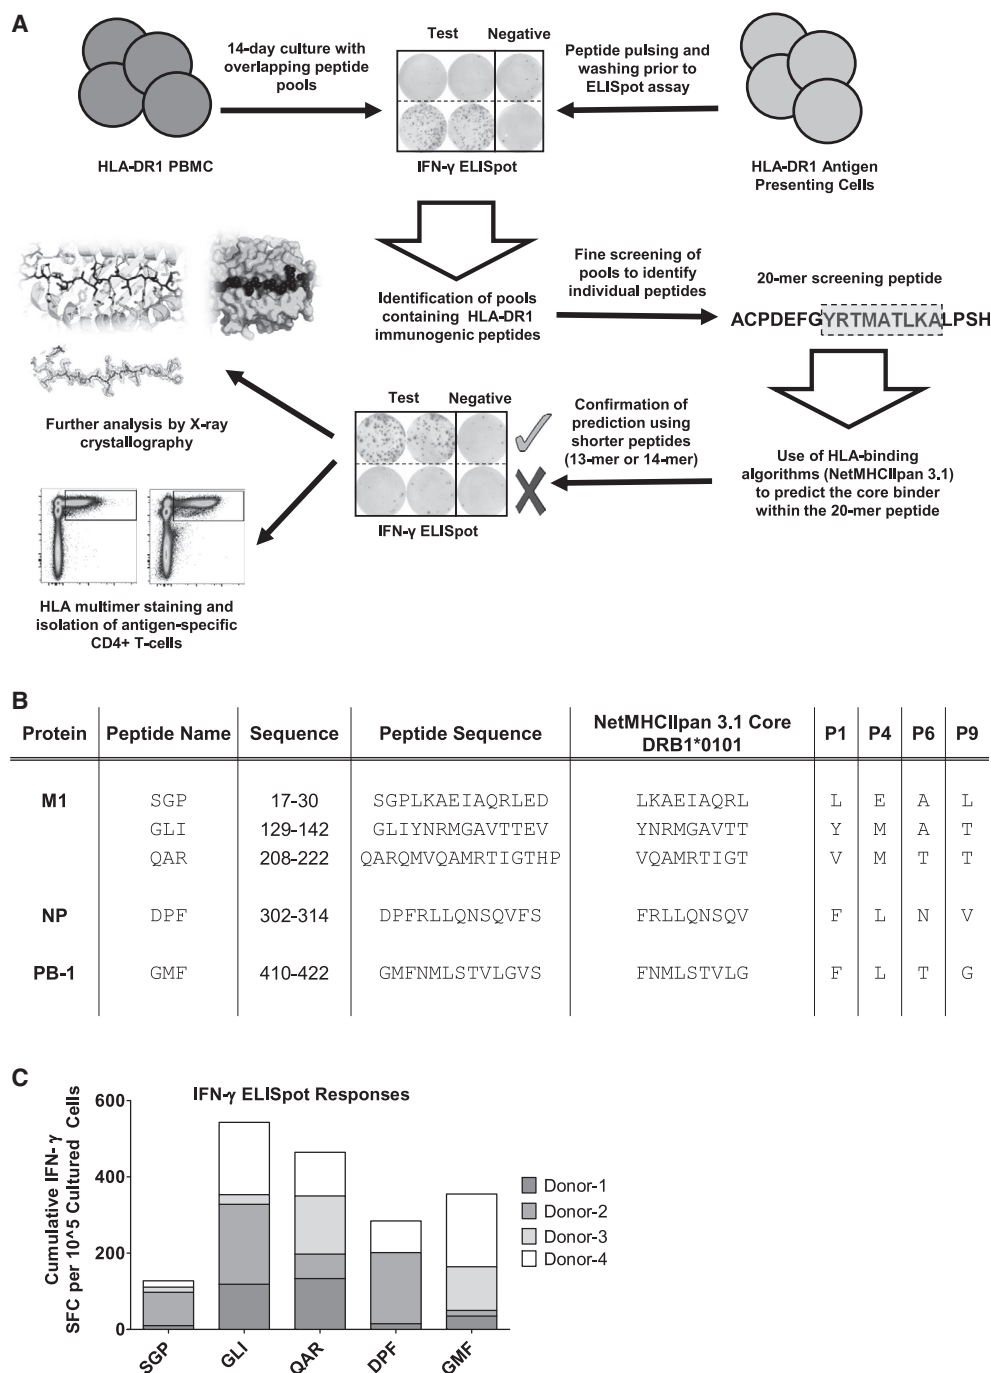 A
14-day culture with
overlapping peptide
pools
HLA-DR1 PBMC
Test Negative
IFN-γ ELISpot
Peptide pulsing and
washing prior to
ELISpot assay
HLA-DR1 Antigen
Presenting Cells
Identification of pools
containing HLA-DR1
immunogenic peptides
Fine screening of
pools to identify
individual peptides
20-mer screening peptide
ACPDEFGYRTMATLKALPSH
Use of HLA-binding
algorithms (NetMHCIIpan 3.1)
to predict the core binder
within the 20-mer peptide
Confirmation of
prediction using
shorter peptides
(13-mer or 14-mer)
Test Negative
IFN-γ ELISpot
Further analysis by X-ray
crystallography
HLA multimer staining and
isolation of antigen-specific
CD4+ T-cells
B
Protein Peptide Name Sequence Peptide Sequence NetMHCIIpan 3.1 Core DRB1*0101 P1 P4 P6 P9
M1 SGP 17-30 SGPLKAEIAQRLED LKAEIAQRL L E A L
GLI 129-142 GLIYNRMGAVTTEV YNRMGAVTT Y M A T
QAR 208-222 QARQMVQAMRTIGTHP VQAMRTIGT V M T T
NP DPF 302-314 DPFRLLQNSQVFS FRLLQNSQV F L N V
PB-1 GMF 410-422 GMFNMLSTVLGVS FNMLSTVLG F L T G
C
IFN-γ ELISpot Responses
Cumulative IFN-γ
SFC per 10^5 Cultured Cells
600
400
200
0
SGP GLI QAR DPF GMF
Donor-1
Donor-2
Donor-3
Donor-4